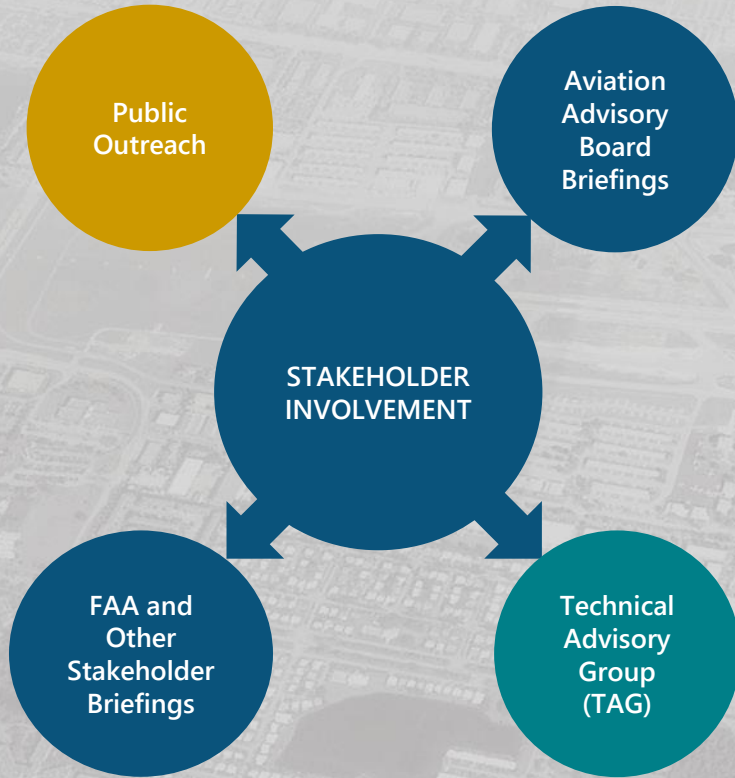 Public
Outreach
Aviation
Advisory
Board
Briefings
STAKEHOLDER
INVOLVEMENT
FAA and
Other
Stakeholder
Briefings
Technical
Advisory
Group
(TAG)